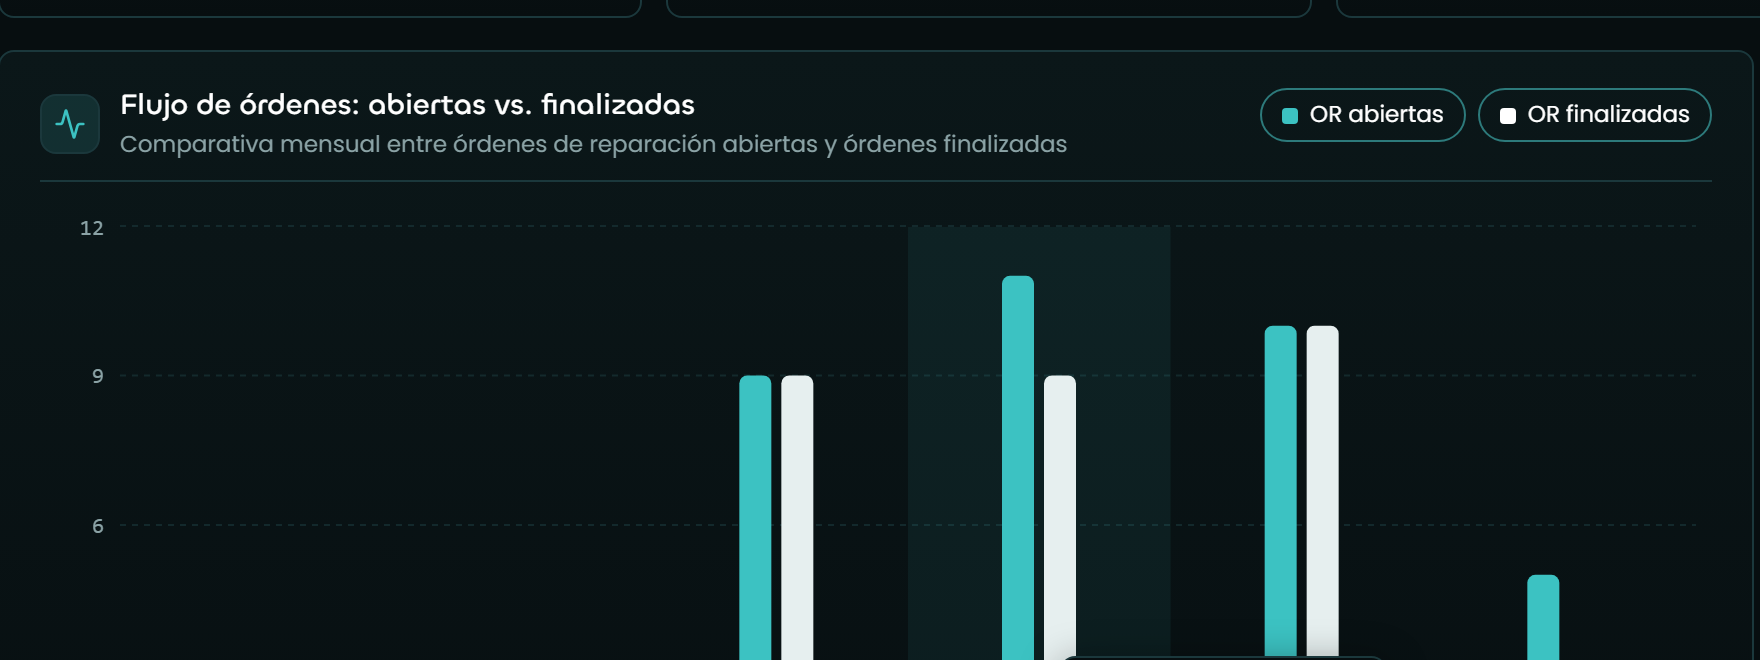 Flujo de órdenes: abiertas vs. finalizadas
Comparativa mensual entre órdenes de reparación abiertas y órdenes finalizadas
OR abiertas
OR finalizadas
12
9
6